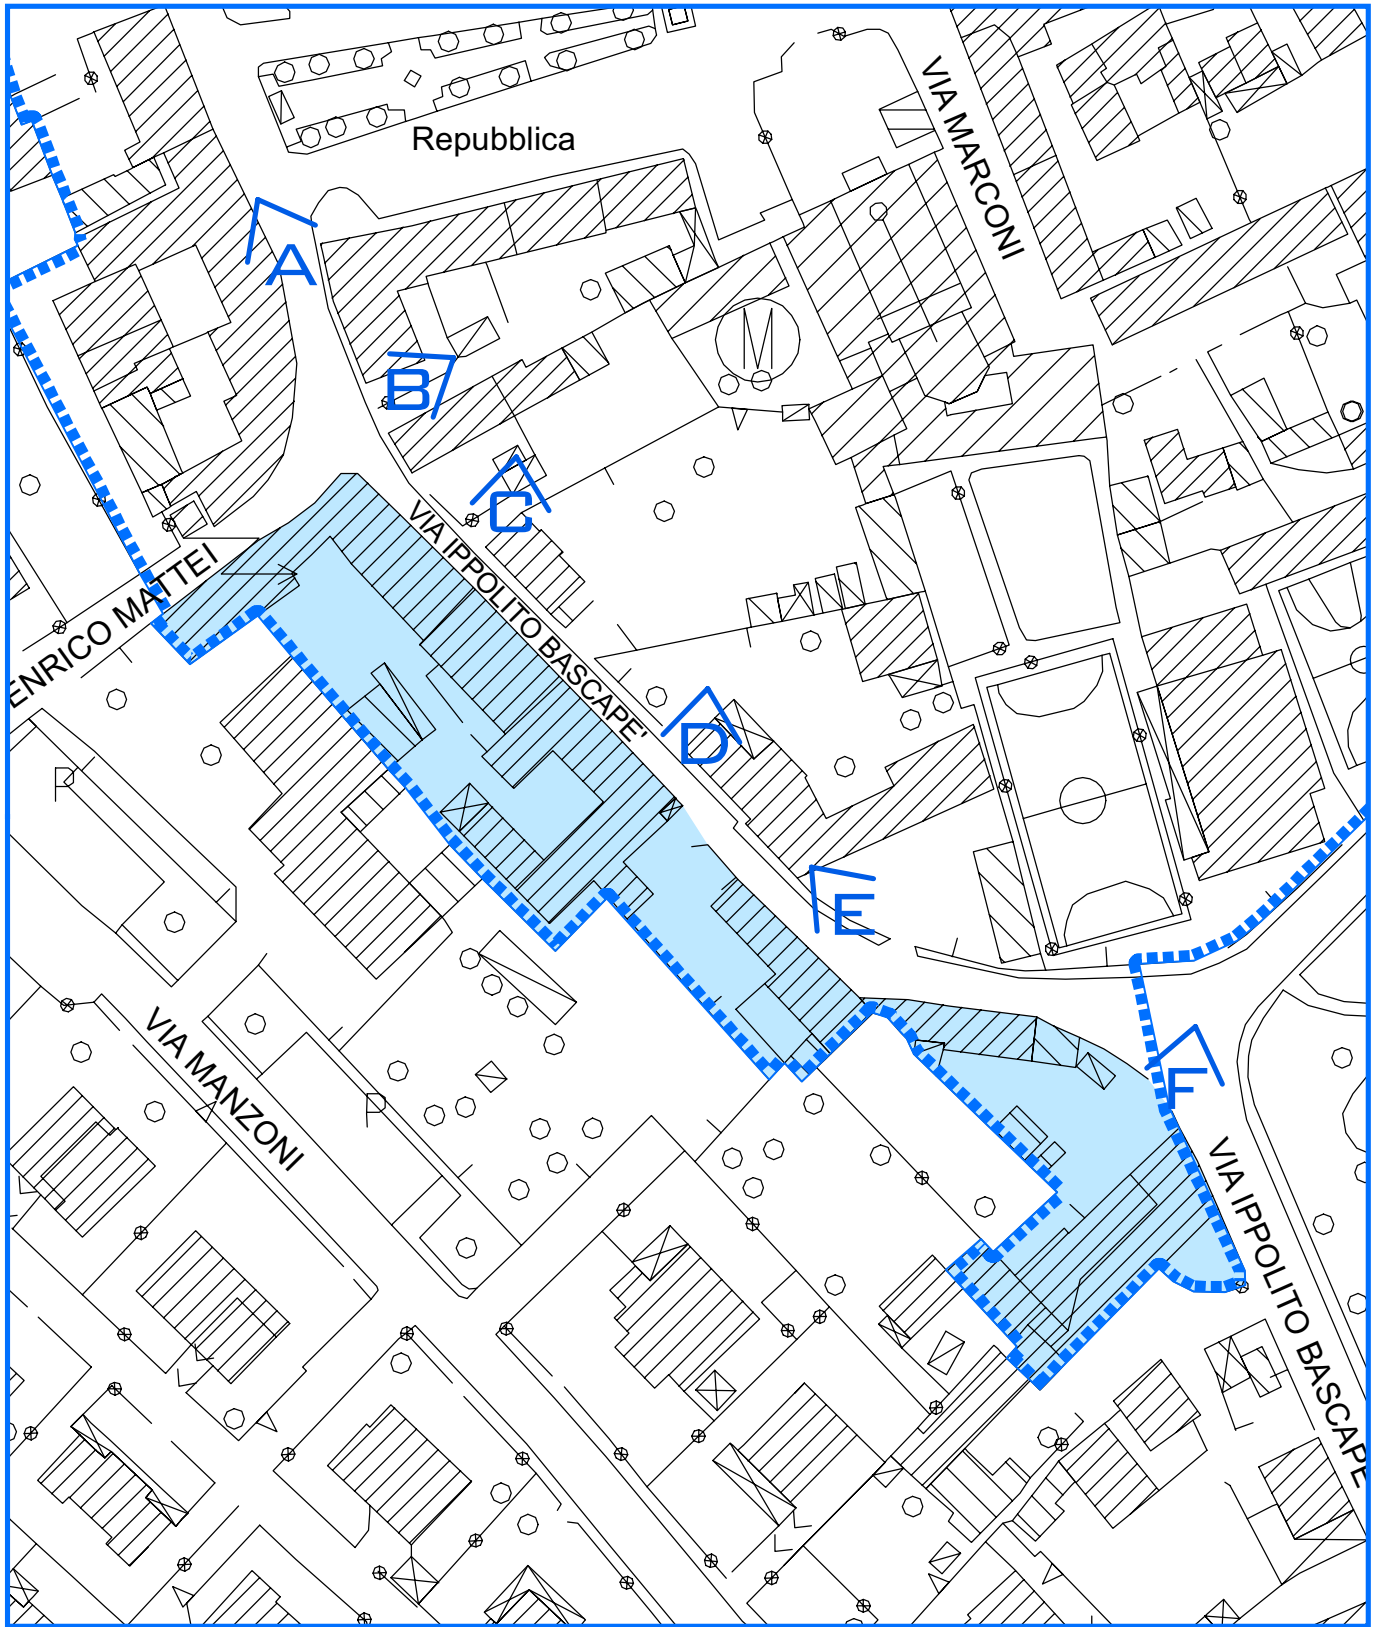 Repubblica
VIA MARCONI
A
B
M
C
VIA IPPOLITO BASCAPE'
ENRICO MATTEI
D
P
E
VIA MANZONI
P
F
VIA IPPOLITO BASCAPE